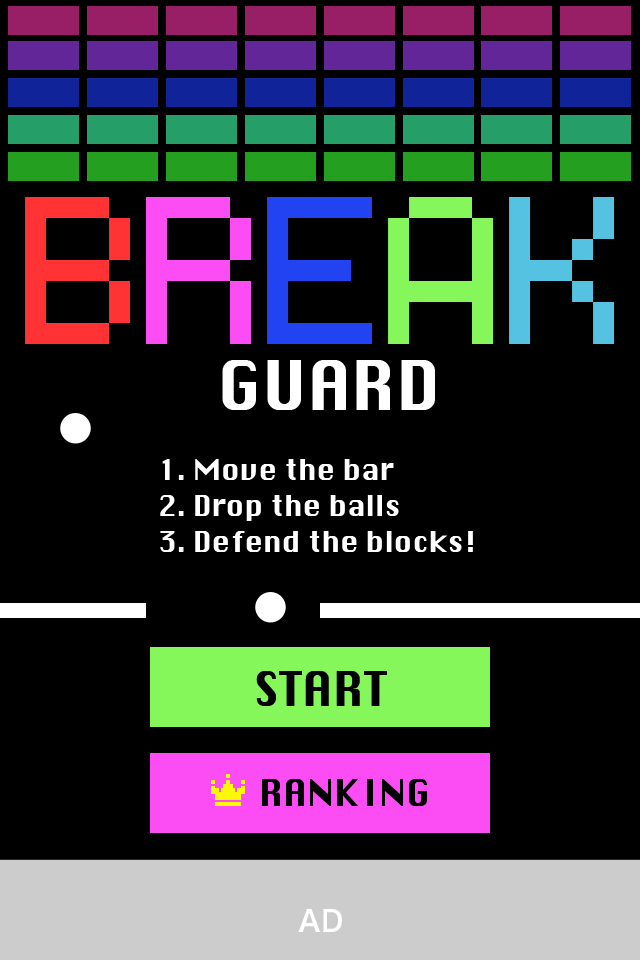 BREAK
GUARD
1. Move the bar
2. Drop the balls
3. Defend the blocks!
START
RANKING
AD